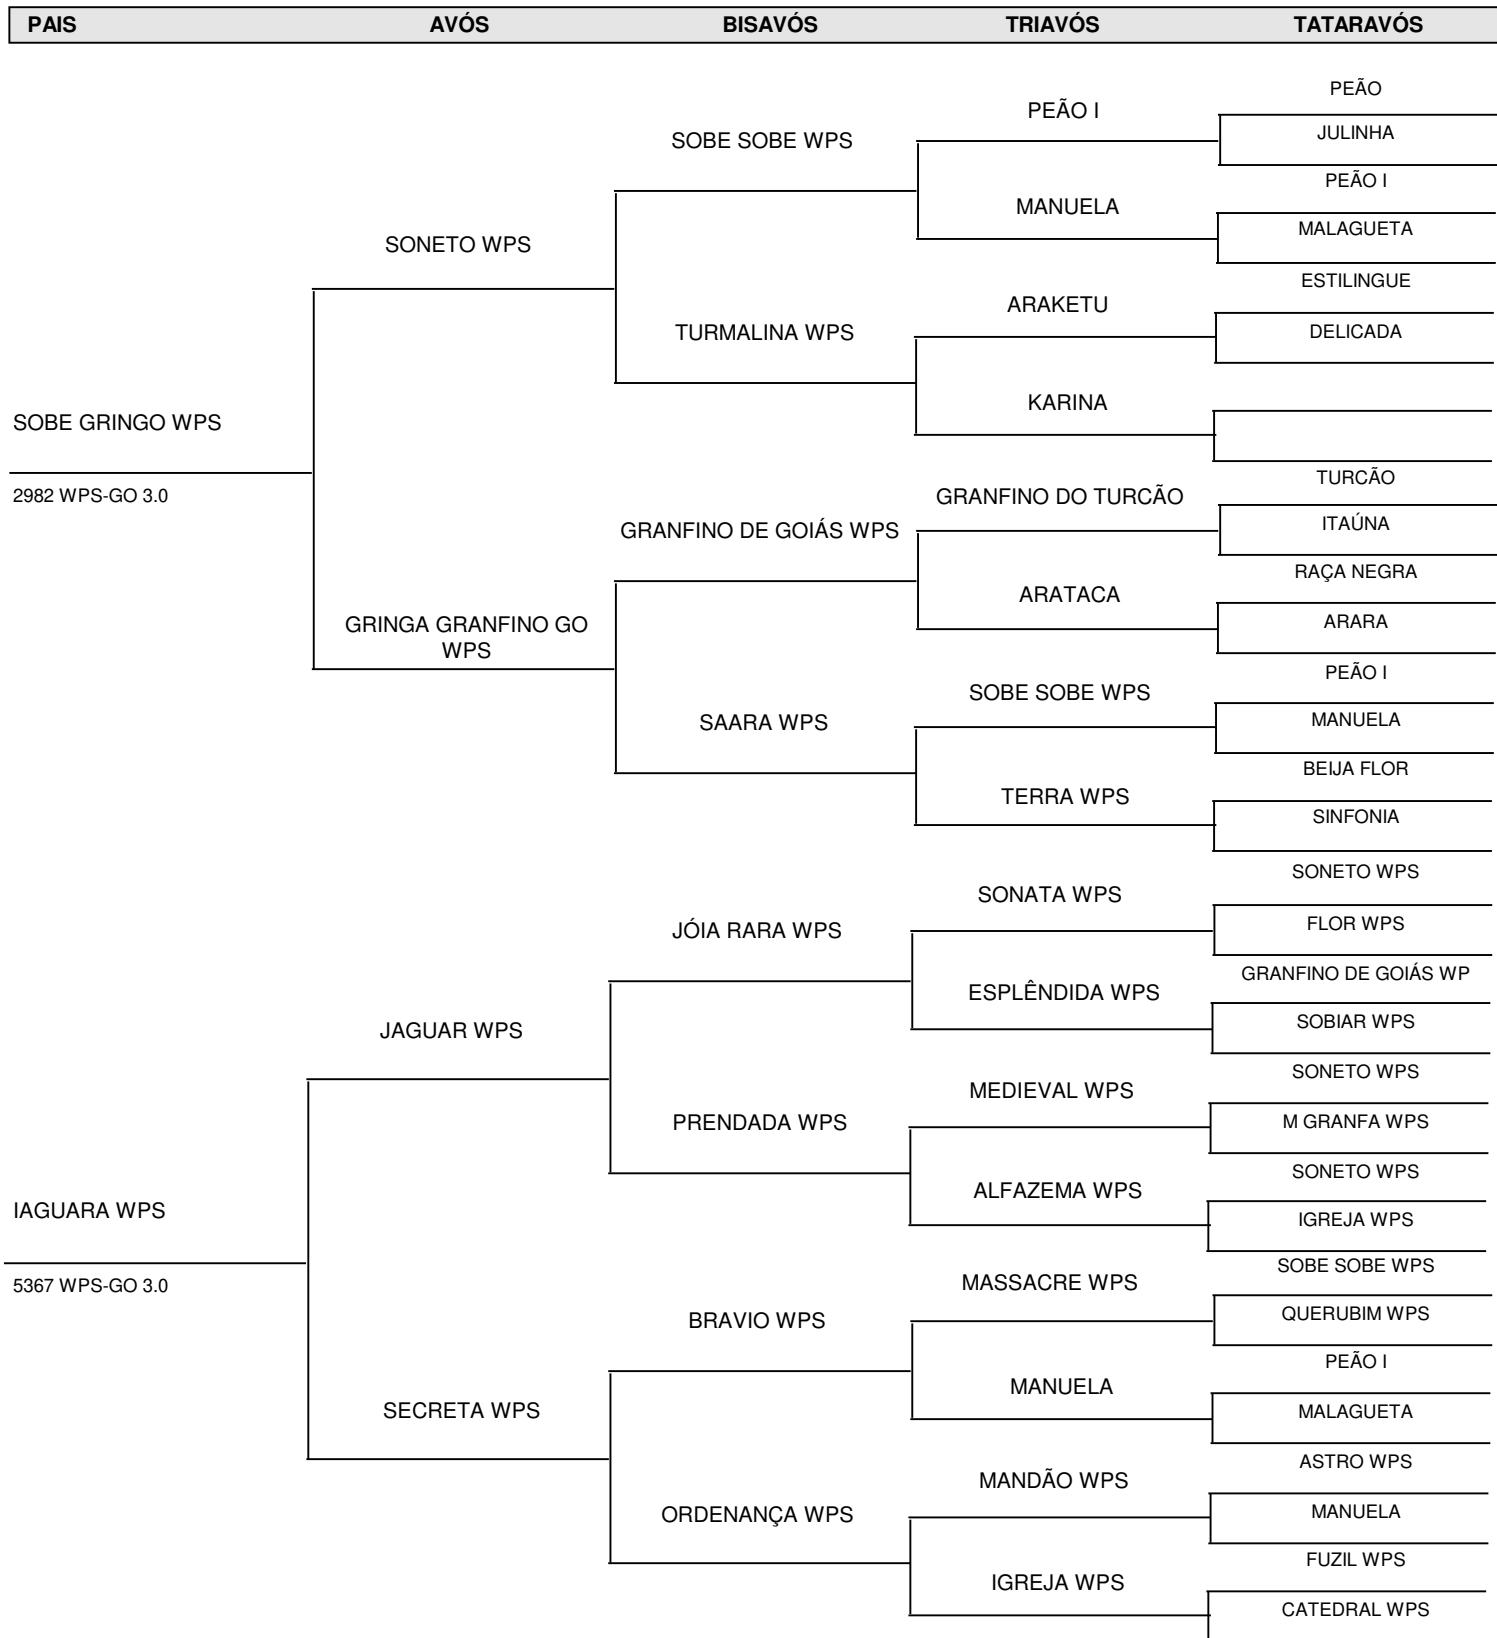 PAIS AVÓS BISAVÓS TRIAVÓS TATARAVÓS
PEÃO
PEÃO I
JULINHA
SOBE SOBE WPS
PEÃO I
MANUELA
MALAGUETA
SONETO WPS
ESTILINGUE
ARAKETU
TURMALINA WPS
DELICADA
KARINA
SOBE GRINGO WPS
TURCÃO
2982 WPS-GO 3.0
GRANFINO DO TURCÃO
ITAÚNA
GRANFINO DE GOIÁS WPS
RAÇA NEGRA
ARATACA
ARARA
GRINGA GRANFINO GO
WPS
PEÃO I
SOBE SOBE WPS
MANUELA
SAARA WPS
BEIJA FLOR
TERRA WPS
SINFONIA
SONETO WPS
SONATA WPS
FLOR WPS
JÓIA RARA WPS
GRANFINO DE GOIÁS WP
ESPLÊNDIDA WPS
SOBIAR WPS
JAGUAR WPS
SONETO WPS
MEDIEVAL WPS
M GRANFA WPS
PRENDADA WPS
SONETO WPS
ALFAZEMA WPS
IAGUARA WPS
IGREJA WPS
SOBE SOBE WPS
5367 WPS-GO 3.0
MASSACRE WPS
QUERUBIM WPS
BRAVIO WPS
PEÃO I
MANUELA
SECRETA WPS
MALAGUETA
ASTRO WPS
MANDÃO WPS
MANUELA
ORDENANÇA WPS
FUZIL WPS
IGREJA WPS
CATEDRAL WPS